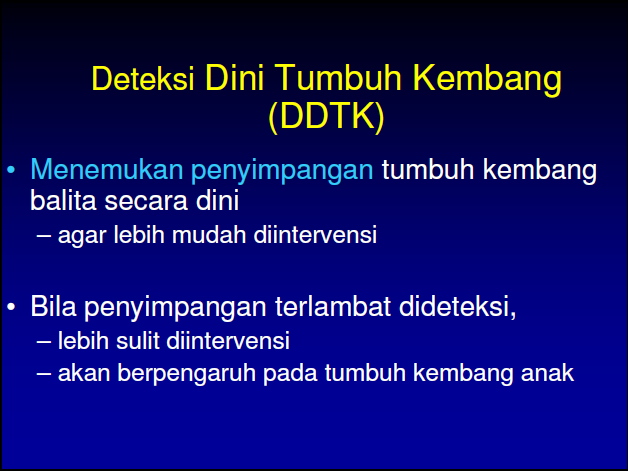 Deteksi Dini Tumbuh Kembang
(DDTK)
• Menemukan penyimpangan tumbuh kembang
balita secara dini
– agar lebih mudah diintervensi
• Bila penyimpangan terlambat dideteksi,
– lebih sulit diintervensi
– akan berpengaruh pada tumbuh kembang anak